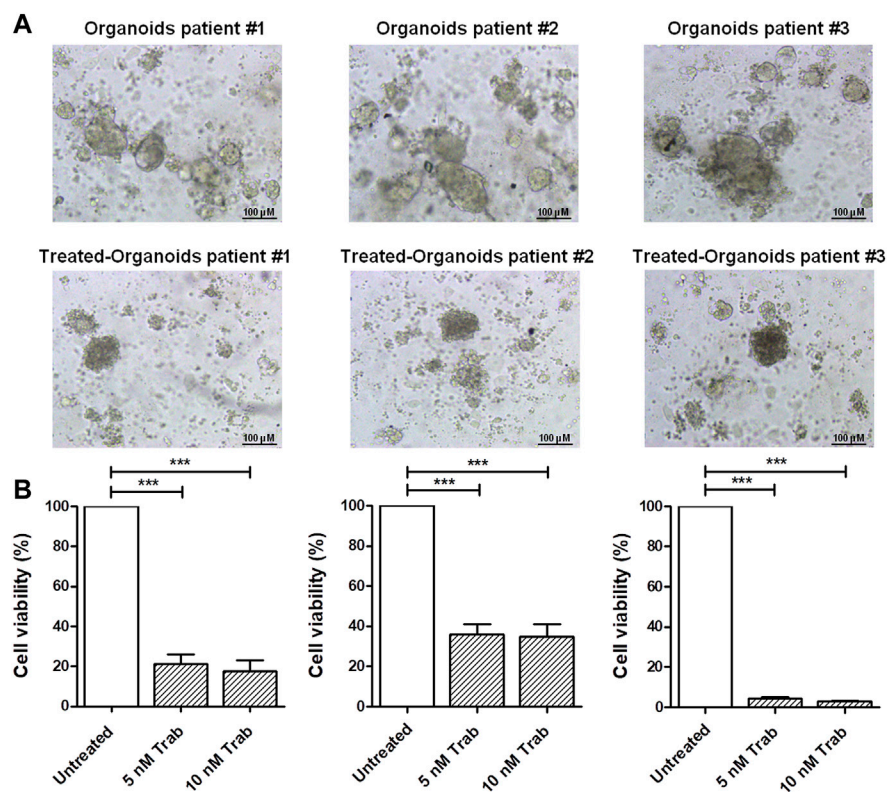 A
Organoids patient #1
Organoids patient #2
Organoids patient #3
100 µM
100 µM
100 µM
Treated-Organoids patient #1
Treated-Organoids patient #2
Treated-Organoids patient #3
100 µM
100 µM
100 µM
B
***
***
Cell viability (%)
100
80
60
40
20
0
Untreated
5 nM Trab
10 nM Trab
***
***
Cell viability (%)
100
80
60
40
20
0
Untreated
5 nM Trab
10 nM Trab
***
***
Cell viability (%)
100
80
60
40
20
0
Untreated
5 nM Trab
10 nM Trab